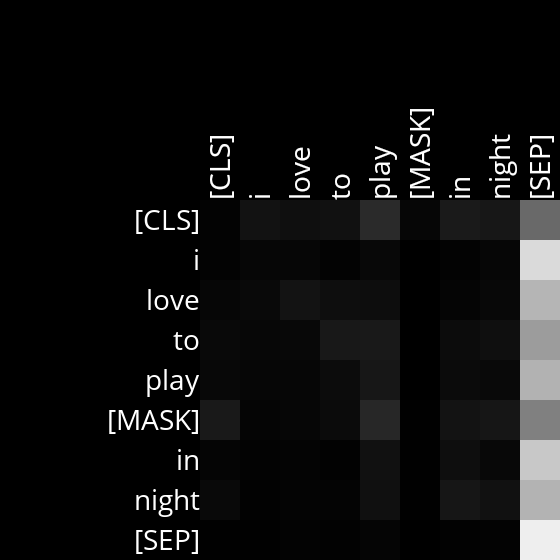 [CLS] i love to play [MASK] in night [SEP]
[CLS]
i
love
to
play
[MASK]
in
night
[SEP]